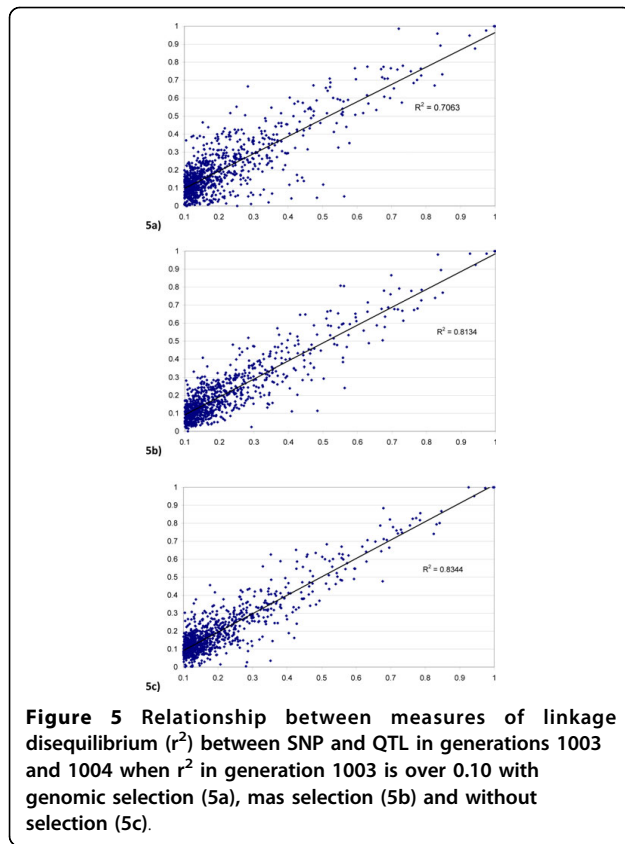 1
0.9
0.8
0.7
0.6
0.5
0.4
0.3
0.2
0.1
0
R² = 0.7063
0.1 0.2 0.3 0.4 0.5 0.6 0.7 0.8 0.9 1
5a)
1
0.9
0.8
0.7
0.6
0.5
0.4
0.3
0.2
0.1
0
R² = 0.8134
0.1 0.2 0.3 0.4 0.5 0.6 0.7 0.8 0.9 1
5b)
1
0.9
0.8
0.7
0.6
0.5
0.4
0.3
0.2
0.1
0
R² = 0.8344
0.1 0.2 0.3 0.4 0.5 0.6 0.7 0.8 0.9 1
5c)
Figure 5 Relationship between measures of linkage
disequilibrium (r²) between SNP and QTL in generations 1003
and 1004 when r² in generation 1003 is over 0.10 with
genomic selection (5a), mas selection (5b) and without
selection (5c).